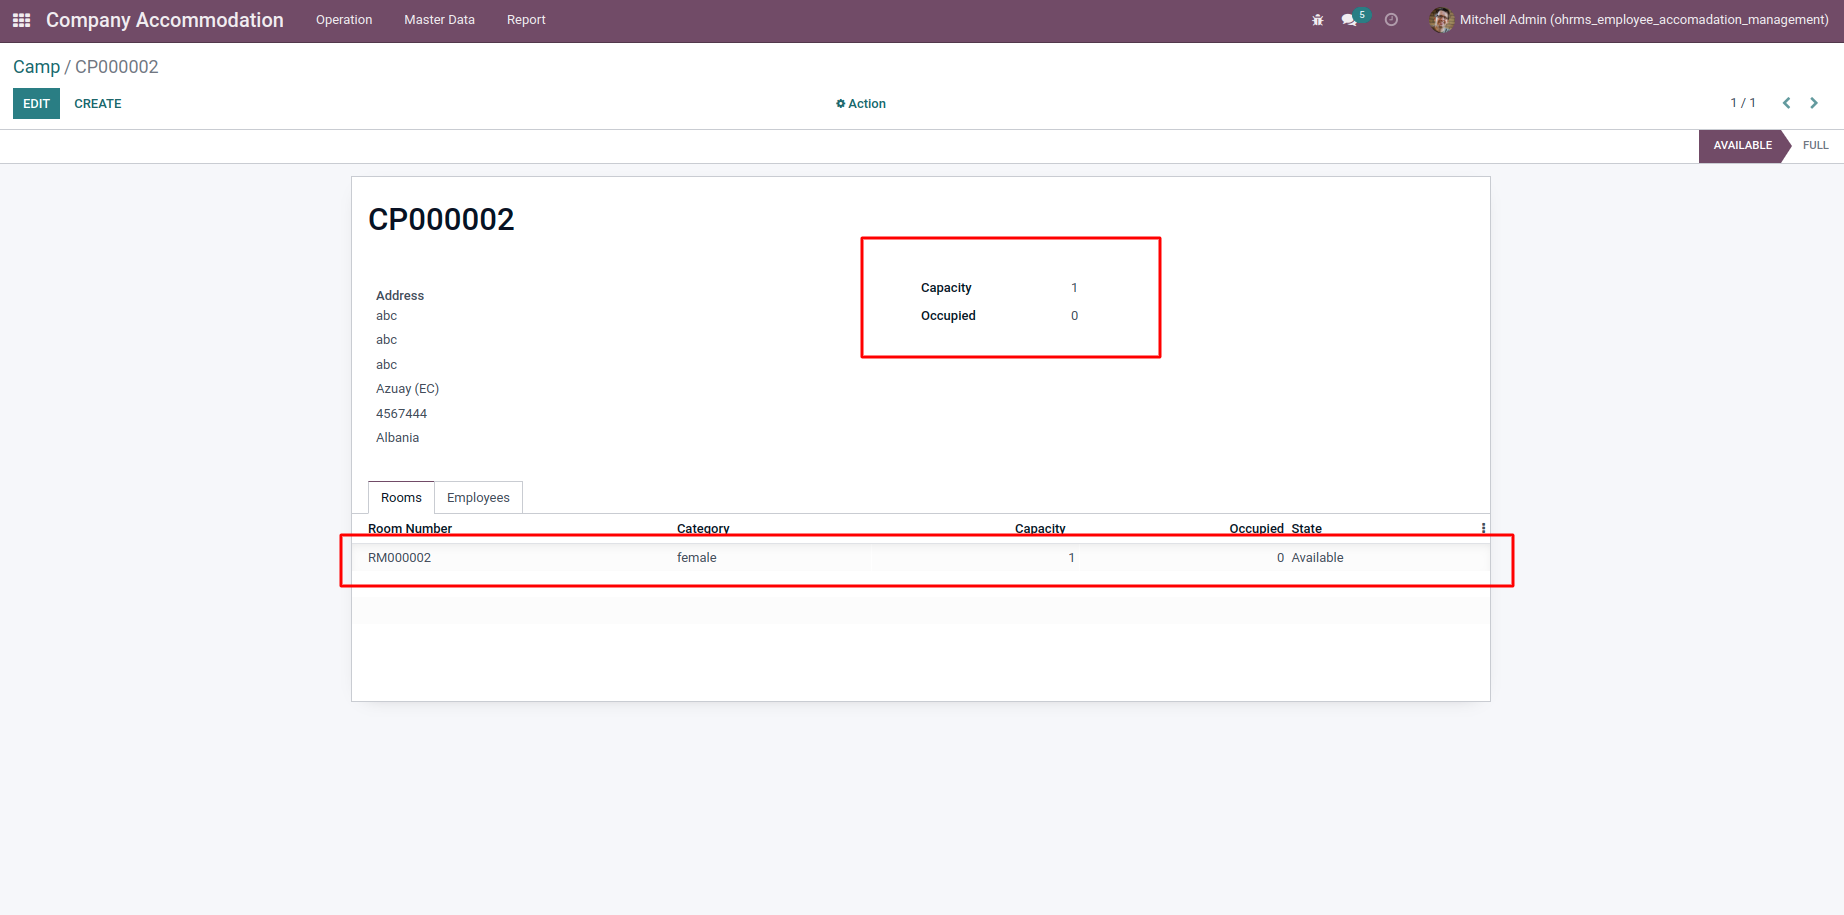 Company Accommodation Operation Master Data Report 5 Mitchell Admin (ohrms_employee_accomadation_management)
Camp / CP000002
EDIT CREATE Action 1 / 1
AVAILABLE FULL
CP000002
Capacity 1
Address
abc
Occupied 0
abc
abc
Azuay (EC)
4567444
Albania
Rooms Employees
Room Number Category Capacity Occupied State
RM000002 female 1 0 Available